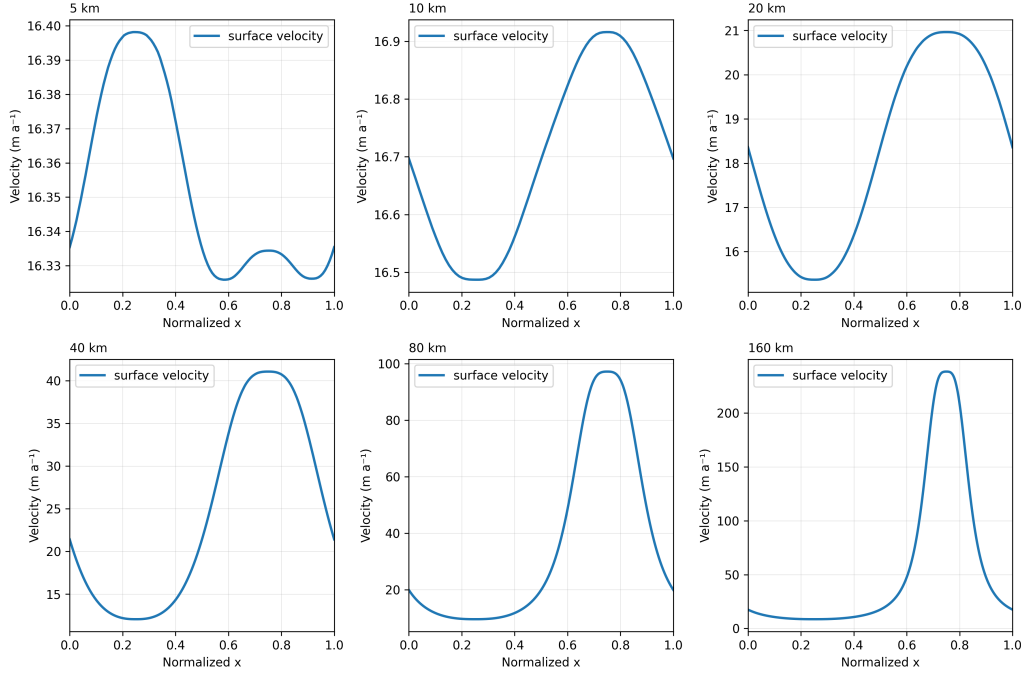 5 km
surface velocity
Velocity (m a⁻¹)
16.40
16.39
16.38
16.37
16.36
16.35
16.34
16.33
0.0 0.2 0.4 0.6 0.8 1.0
Normalized x
10 km
surface velocity
Velocity (m a⁻¹)
16.9
16.8
16.7
16.6
16.5
0.0 0.2 0.4 0.6 0.8 1.0
Normalized x
20 km
surface velocity
Velocity (m a⁻¹)
21
20
19
18
17
16
0.0 0.2 0.4 0.6 0.8 1.0
Normalized x
40 km
surface velocity
Velocity (m a⁻¹)
40
35
30
25
20
15
0.0 0.2 0.4 0.6 0.8 1.0
Normalized x
80 km
surface velocity
Velocity (m a⁻¹)
100
80
60
40
20
0.0 0.2 0.4 0.6 0.8 1.0
Normalized x
160 km
surface velocity
Velocity (m a⁻¹)
200
150
100
50
0
0.0 0.2 0.4 0.6 0.8 1.0
Normalized x